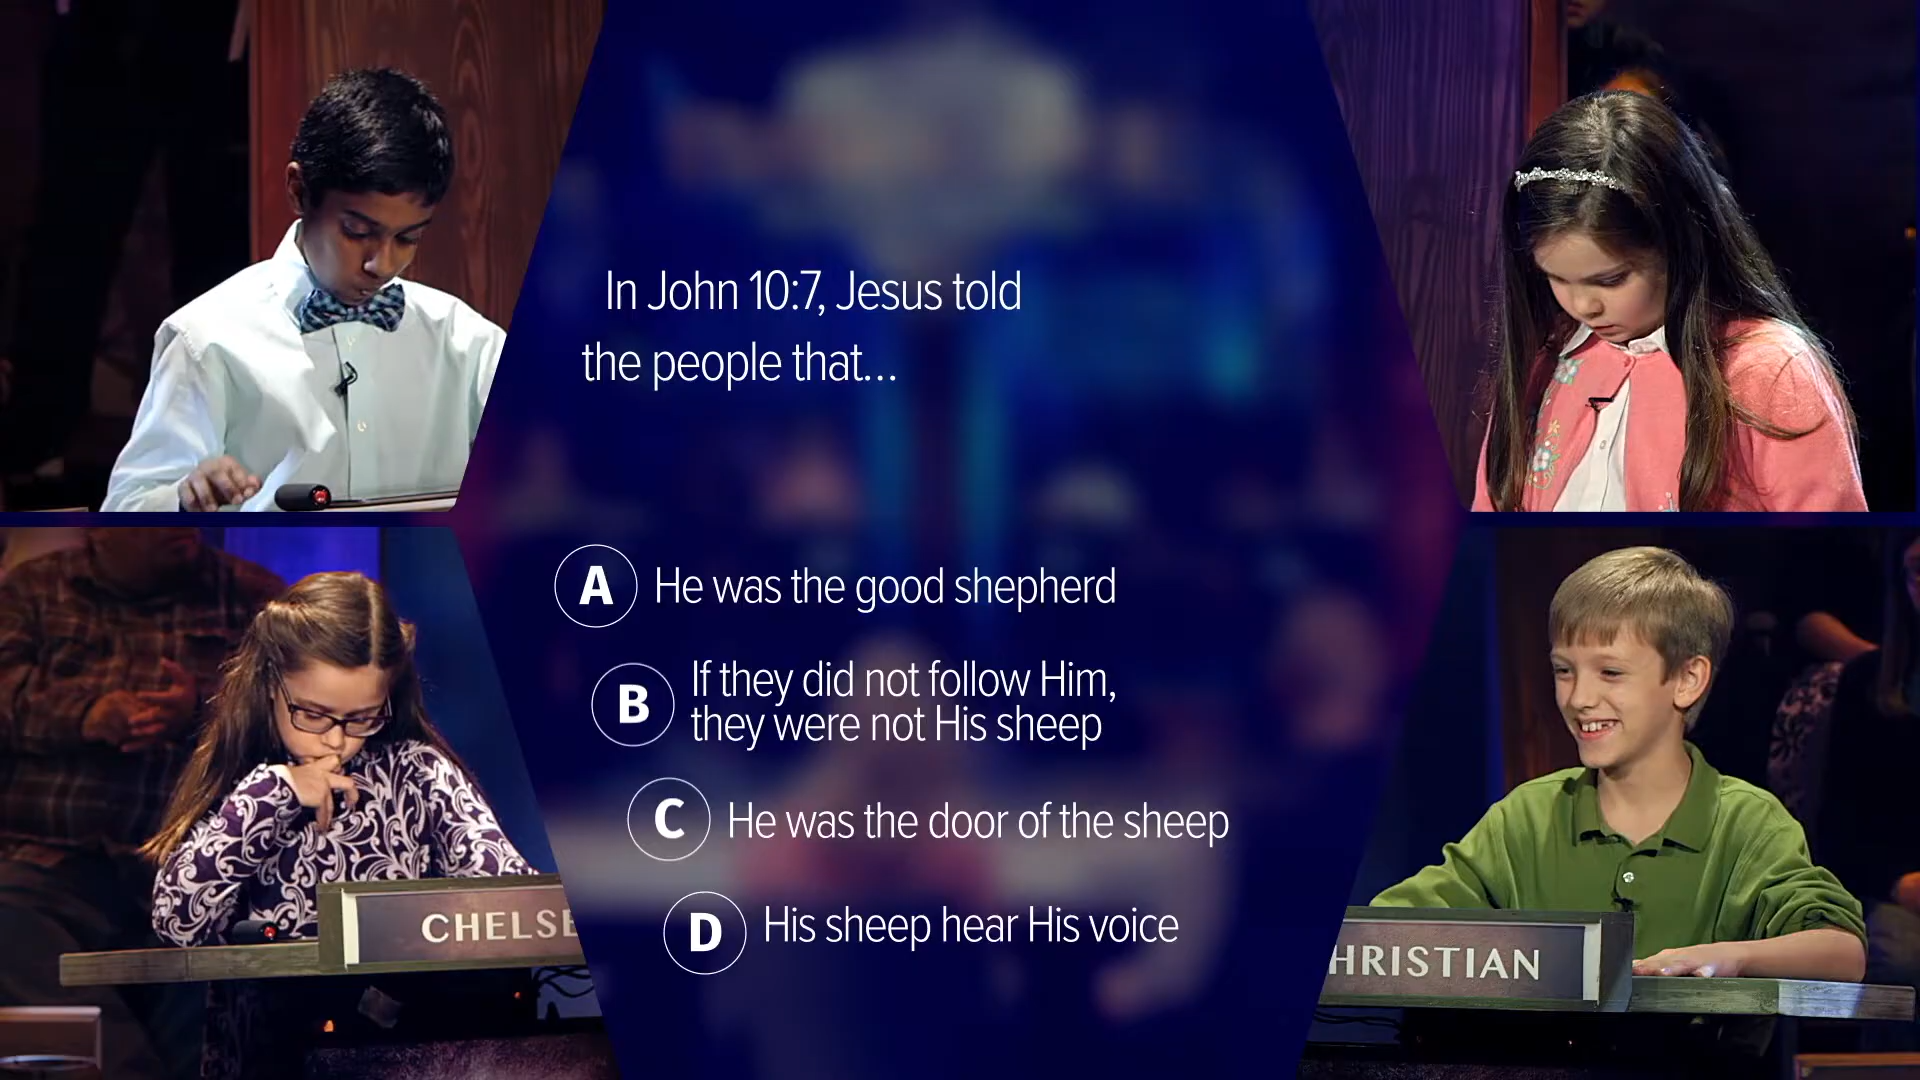 In John 10:7, Jesus told
the people that...
A He was the good shepherd
B If they did not follow Him,
they were not His sheep
C He was the door of the sheep
D His sheep hear His voice
CHELSE
HRISTIAN